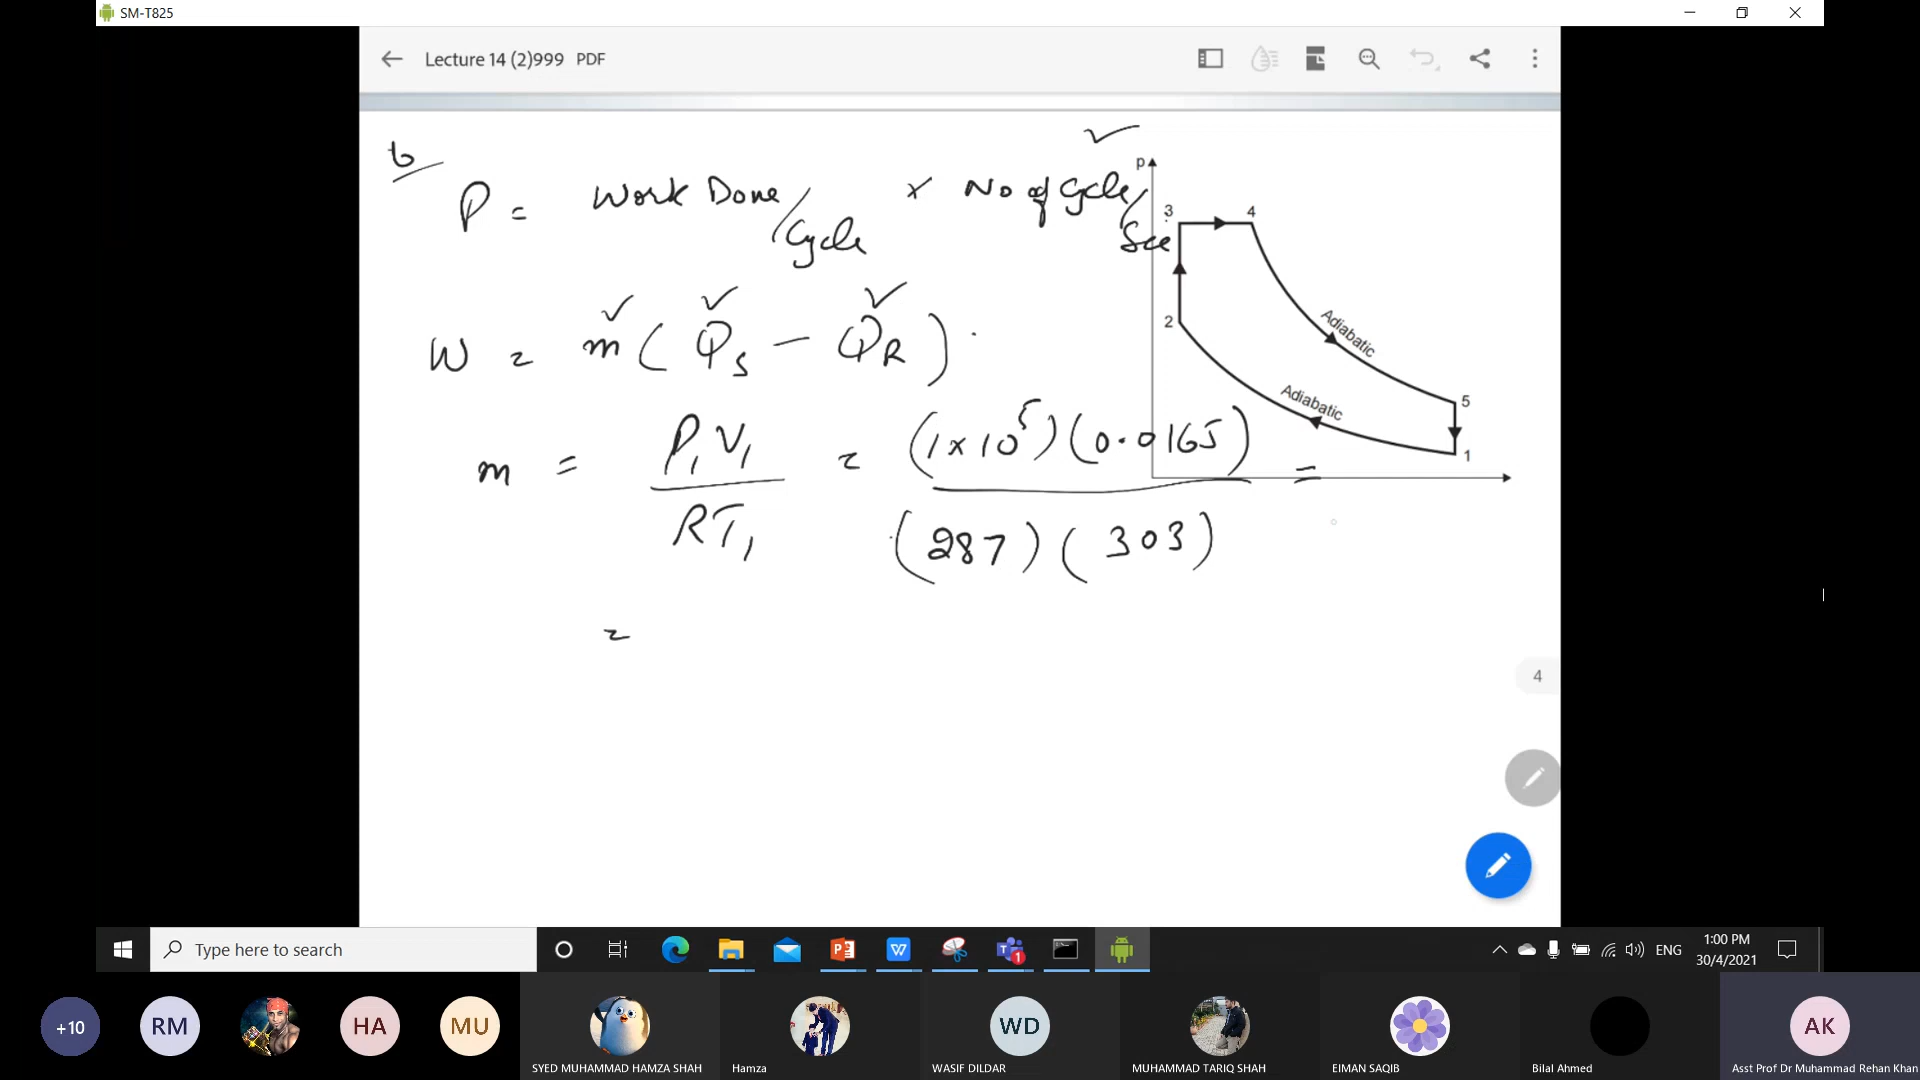 SM-T825
Lecture 14 (2)999 PDF
b
P = Work Done/Cycle × No of Cycle/Sec
W = m(Qs − QR).
m = P1V1/RT1 = (1×10^5)(0.0165)/(287)(303) =
=
p
3 4
2
Adiabatic
Adiabatic
5
1
4
Type here to search
1
ENG
1:00 PM
30/4/2021
+10
RM
HA
MU
WD
AK
SYED MUHAMMAD HAMZA SHAH
Hamza
WASIF DILDAR
MUHAMMAD TARIQ SHAH
EIMAN SAQIB
Bilal Ahmed
Asst Prof Dr Muhammad Rehan Khan